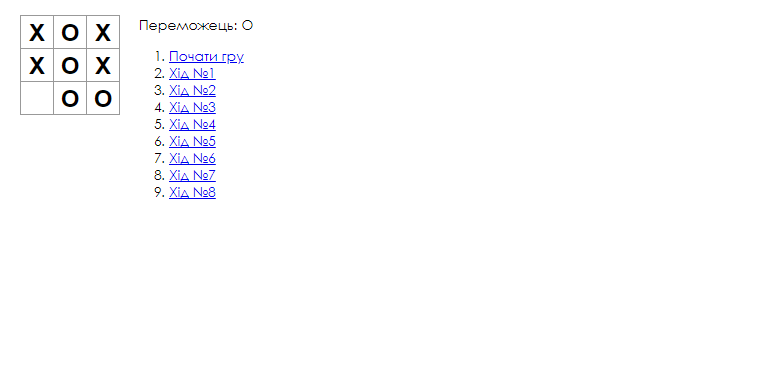 X O X
X O X
O O
Переможець: O
1. Почати гру
2. Хід №1
3. Хід №2
4. Хід №3
5. Хід №4
6. Хід №5
7. Хід №6
8. Хід №7
9. Хід №8